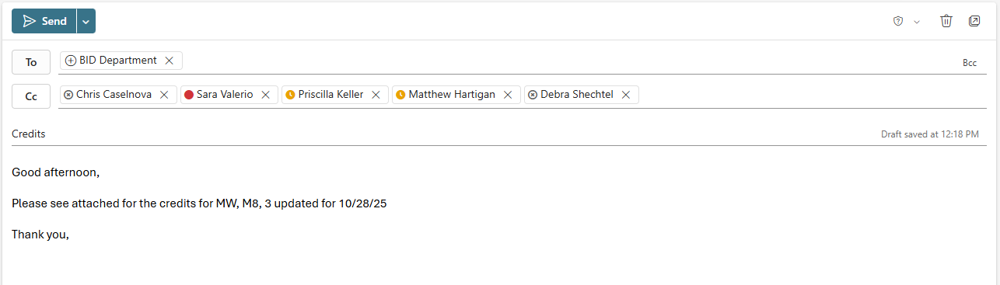 Send
To BID Department Bcc
Cc Chris Caselnova Sara Valerio Priscilla Keller Matthew Hartigan Debra Shechtel
Credits Draft saved at 12:18 PM
Good afternoon,
Please see attached for the credits for MW, M8, 3 updated for 10/28/25
Thank you,